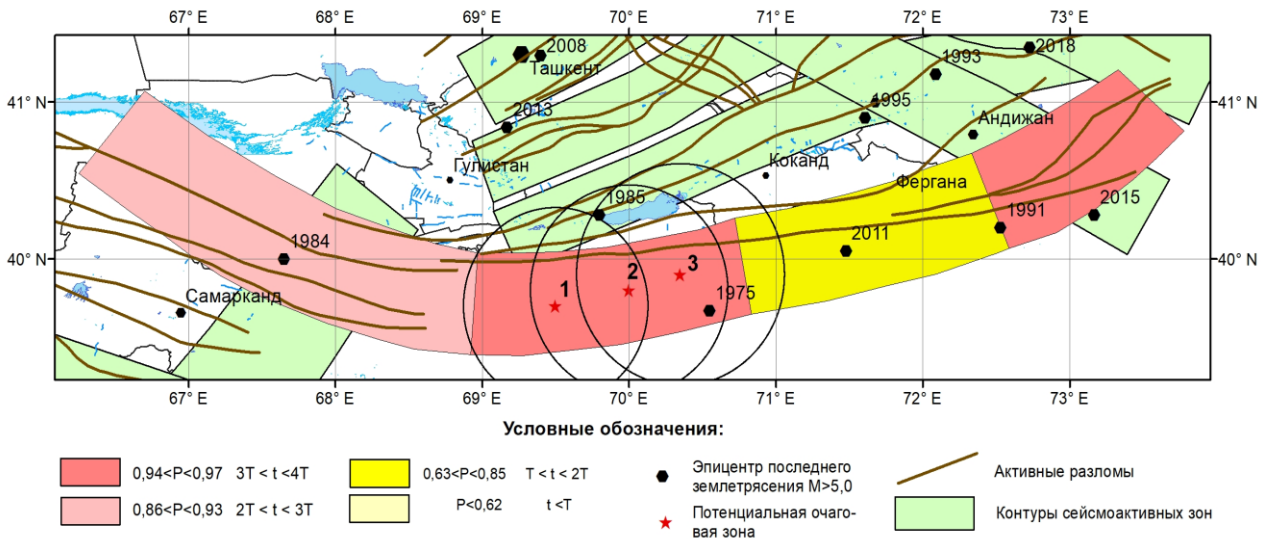 67° E 68° E 69° E 70° E 71° E 72° E 73° E
2008
Ташкент
2018
1993
41° N
41° N
2013
1995
Андижан
Гулистан
Коканд
Фергана
1985
1991
2015
1984
2011
40° N
40° N
1
2
3
1975
Самарканд
67° E 68° E 69° E 70° E 71° E 72° E 73° E
Условные обозначения:
0,94<P<0,97 3T < t <4T
0,86<P<0,93 2T < t < 3T
0,63<P<0,85 T < t < 2T
P<0,62 t <T
Эпицентр последнего
землетрясения М>5,0
Потенциальная очаго-
вая зона
Активные разломы
Контуры сейсмоактивных зон